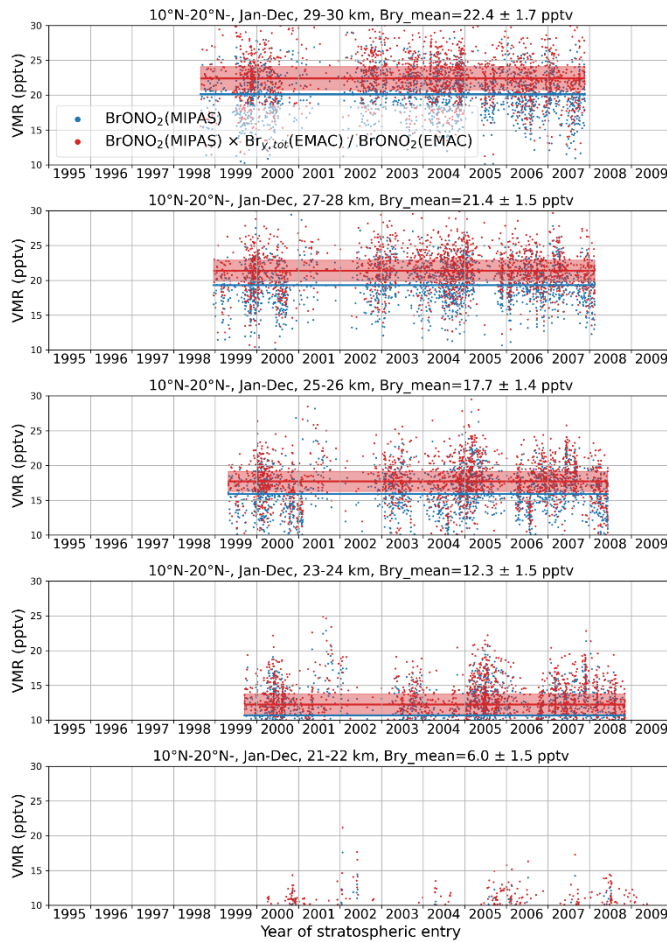 10°N-20°N-, Jan-Dec, 29-30 km, Bry_mean=22.4 ± 1.7 pptv
VMR (pptv)
30
25
20
15
10
BrONO₂(MIPAS)
BrONO₂(MIPAS) × Brᵧ,ₜₒₜ(EMAC) / BrONO₂(EMAC)
1995 1996 1997 1998 1999 2000 2001 2002 2003 2004 2005 2006 2007 2008 2009
10°N-20°N-, Jan-Dec, 27-28 km, Bry_mean=21.4 ± 1.5 pptv
VMR (pptv)
30
25
20
15
10
1995 1996 1997 1998 1999 2000 2001 2002 2003 2004 2005 2006 2007 2008 2009
10°N-20°N-, Jan-Dec, 25-26 km, Bry_mean=17.7 ± 1.4 pptv
VMR (pptv)
30
25
20
15
10
1995 1996 1997 1998 1999 2000 2001 2002 2003 2004 2005 2006 2007 2008 2009
10°N-20°N-, Jan-Dec, 23-24 km, Bry_mean=12.3 ± 1.5 pptv
VMR (pptv)
30
25
20
15
10
1995 1996 1997 1998 1999 2000 2001 2002 2003 2004 2005 2006 2007 2008 2009
10°N-20°N-, Jan-Dec, 21-22 km, Bry_mean=6.0 ± 1.5 pptv
VMR (pptv)
30
25
20
15
10
1995 1996 1997 1998 1999 2000 2001 2002 2003 2004 2005 2006 2007 2008 2009
Year of stratospheric entry